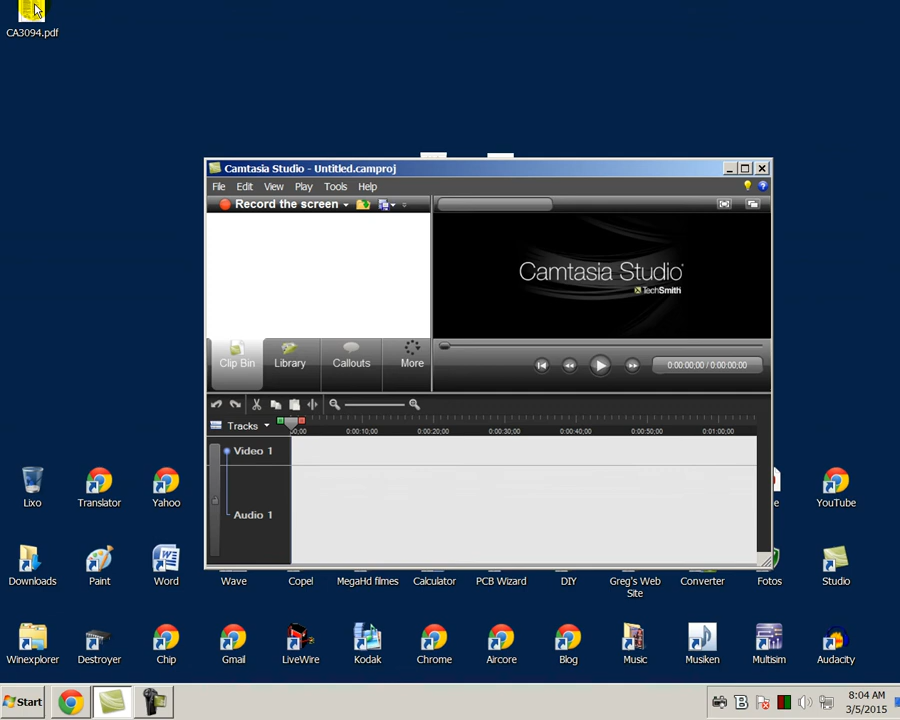 CA3094.pdf
Camtasia Studio - Untitled.camproj
File Edit View Play Tools Help
Record the screen
Camtasia Studio
TechSmith
Clip Bin Library Callouts More
0:00:00;00 / 0:00:00;00
Tracks
0:00:10;00 0:00:20;00 0:00:30;00 0:00:40;00 0:00:50;00 0:01:00;00
Video 1
Audio 1
Lixo Translator Yahoo YouTube
Downloads Paint Word Wave Copel MegaHd filmes Calculator PCB Wizard DIY Greg's Web Converter Fotos Studio
Site
Winexplorer Destroyer Chip Gmail LiveWire Kodak Chrome Aircore Blog Music Musiken Multisim Audacity
Start
8:04 AM
3/5/2015